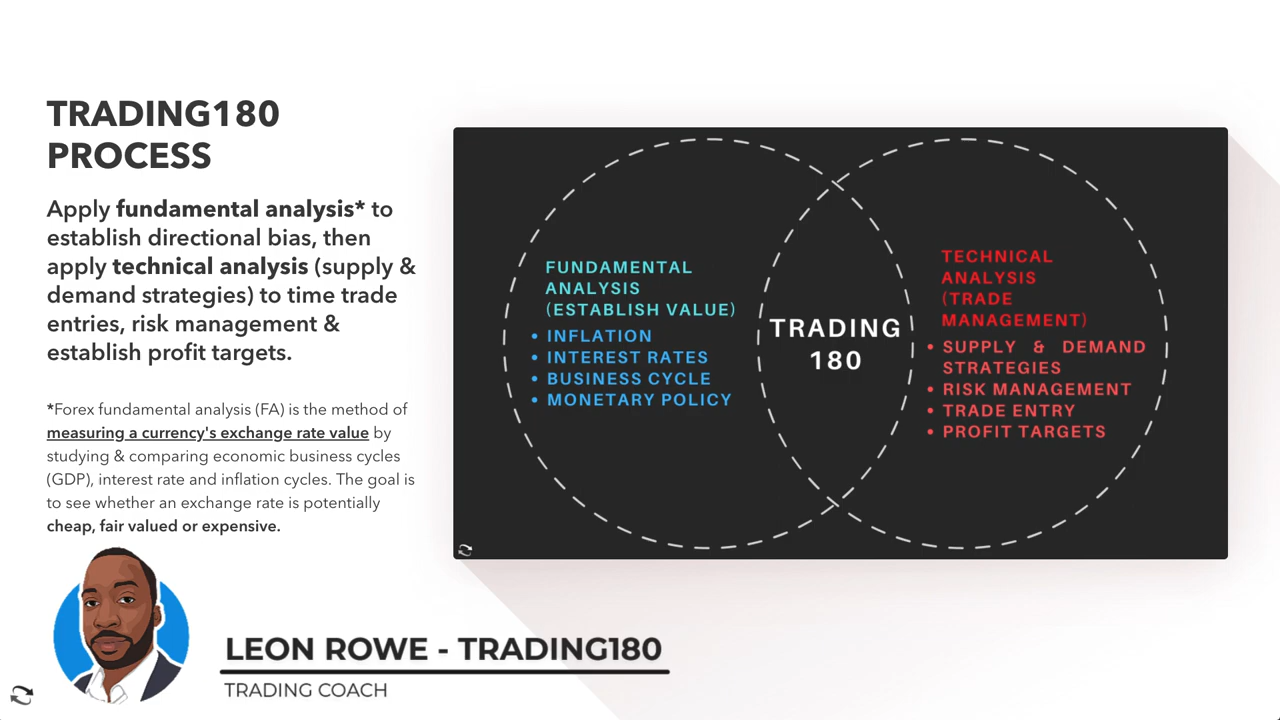 TRADING180
PROCESS
Apply fundamental analysis* to
establish directional bias, then
apply technical analysis (supply &
demand strategies) to time trade
entries, risk management &
establish profit targets.
*Forex fundamental analysis (FA) is the method of
measuring a currency's exchange rate value by
studying & comparing economic business cycles
(GDP), interest rate and inflation cycles. The goal is
to see whether an exchange rate is potentially
cheap, fair valued or expensive.
FUNDAMENTAL
ANALYSIS
(ESTABLISH VALUE)
• INFLATION
• INTEREST RATES
• BUSINESS CYCLE
• MONETARY POLICY
TRADING
180
TECHNICAL
ANALYSIS
(TRADE
MANAGEMENT)
• SUPPLY & DEMAND
STRATEGIES
• RISK MANAGEMENT
• TRADE ENTRY
• PROFIT TARGETS
LEON ROWE - TRADING180
TRADING COACH